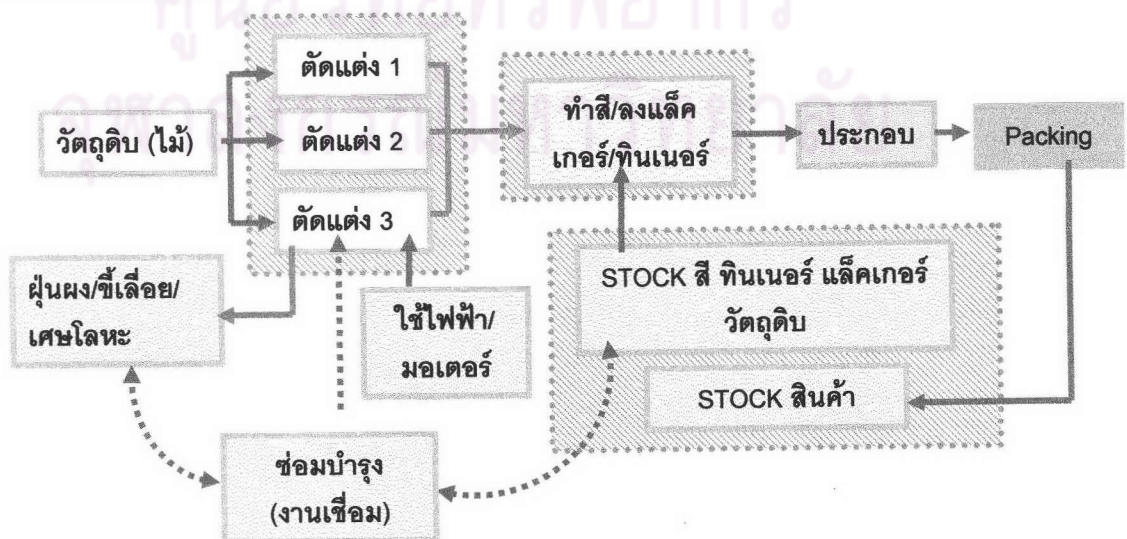 ตัดแต่ง 1
วัตถุดิบ (ไม้)
ตัดแต่ง 2
ตัดแต่ง 3
ทำสี/ลงแล็ค
เกอร์/ทินเนอร์
ประกอบ
Packing
ฝุ่นผง/ขี้เลื่อย/
เศษโลหะ
ใช้ไฟฟ้า/
มอเตอร์
STOCK สี ทินเนอร์ แล็คเกอร์
วัตถุดิบ
STOCK สินค้า
ซ่อมบำรุง
(งานเชื่อม)